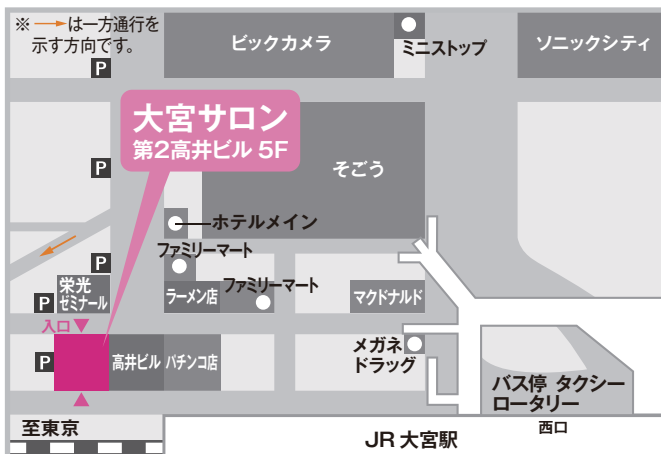 ※→は一方通行を
示す方向です。
ビックカメラ
ミニストップ
ソニックシティ
P
大宮サロン
第2高井ビル 5F
P
そごう
ホテルメイン
ファミリーマート
P
栄光
ゼミナール
P
ラーメン店
ファミリーマート
マクドナルド
入口
P
高井ビル
パチンコ店
メガネ
ドラッグ
バス停 タクシー
ロータリー
至東京
JR 大宮駅
西口